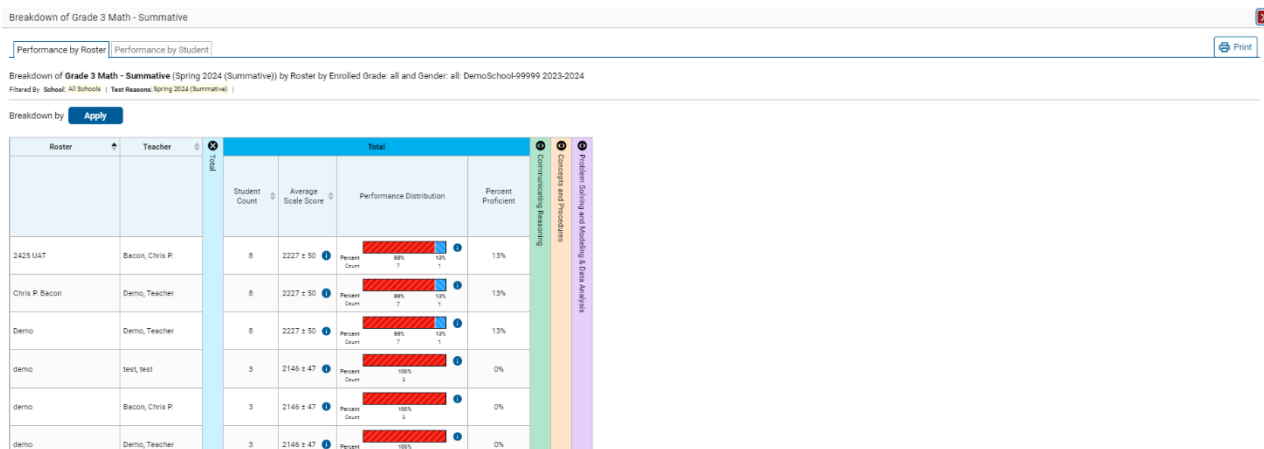 Breakdown of Grade 3 Math - Summative
Performance by Roster Performance by Student
Print
Breakdown of Grade 3 Math - Summative (Spring 2024 (Summative)) by Roster by Enrolled Grade: all and Gender: all: DemoSchool-99999 2023-2024
Filtered By School: All Schools | Test Reasons: Spring 2024 (Summative) |
Breakdown by Apply
Roster Teacher Total Total
Student Count Average Scale Score Performance Distribution Percent Proficient
Communicating Reasoning
Concepts and Procedures
Problem Solving and Modeling & Data Analysis
2425 UAT Bacon, Chris P. 8 2227 ± 50 13%
Percent 88% 13%
Count 7 1
Chris P. Bacon Demo, Teacher 8 2227 ± 50 13%
Percent 88% 13%
Count 7 1
Demo Demo, Teacher 8 2227 ± 50 13%
Percent 88% 13%
Count 7 1
demo test, test 3 2146 ± 47 0%
Percent 100%
Count 3
demo Bacon, Chris P. 3 2146 ± 47 0%
Percent 100%
Count 3
demo Demo, Teacher 3 2146 ± 47 0%
Percent 100%